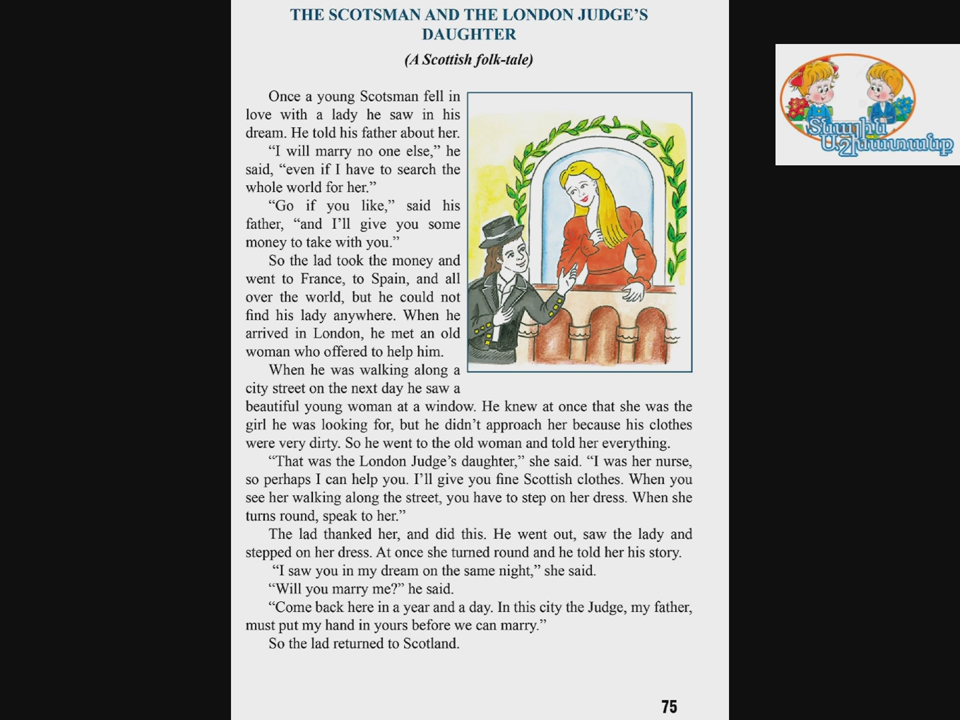 THE SCOTSMAN AND THE LONDON JUDGE'S
DAUGHTER
(A Scottish folk-tale)
Once a young Scotsman fell in
love with a lady he saw in his
dream. He told his father about her.
“I will marry no one else,” he
said, “even if I have to search the
whole world for her.”
“Go if you like,” said his
father, “and I’ll give you some
money to take with you.”
So the lad took the money and
went to France, to Spain, and all
over the world, but he could not
find his lady anywhere. When he
arrived in London, he met an old
woman who offered to help him.
When he was walking along a
city street on the next day he saw a
beautiful young woman at a window. He knew at once that she was the
girl he was looking for, but he didn’t approach her because his clothes
were very dirty. So he went to the old woman and told her everything.
“That was the London Judge’s daughter,” she said. “I was her nurse,
so perhaps I can help you. I’ll give you fine Scottish clothes. When you
see her walking along the street, you have to step on her dress. When she
turns round, speak to her.”
The lad thanked her, and did this. He went out, saw the lady and
stepped on her dress. At once she turned round and he told her his story.
“I saw you in my dream on the same night,” she said.
“Will you marry me?” he said.
“Come back here in a year and a day. In this city the Judge, my father,
must put my hand in yours before we can marry.”
So the lad returned to Scotland.
75
Տնային
Աշխատանք